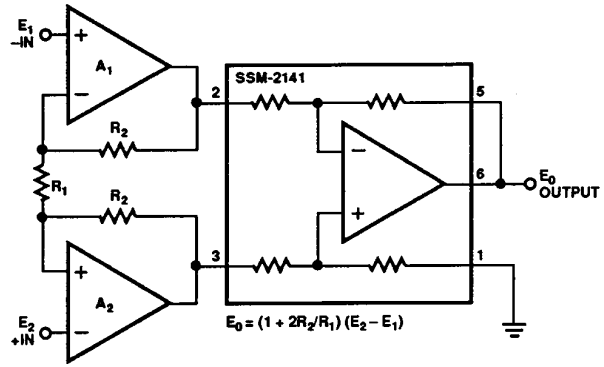 E₁
–IN
+
A₁
–
R₂
R₁
R₂
+
A₂
–
E₂
+IN
SSM-2141
2
5
–
+
6
3
1
E₀
OUTPUT
E₀ = (1 + 2R₂/R₁) (E₂ – E₁)